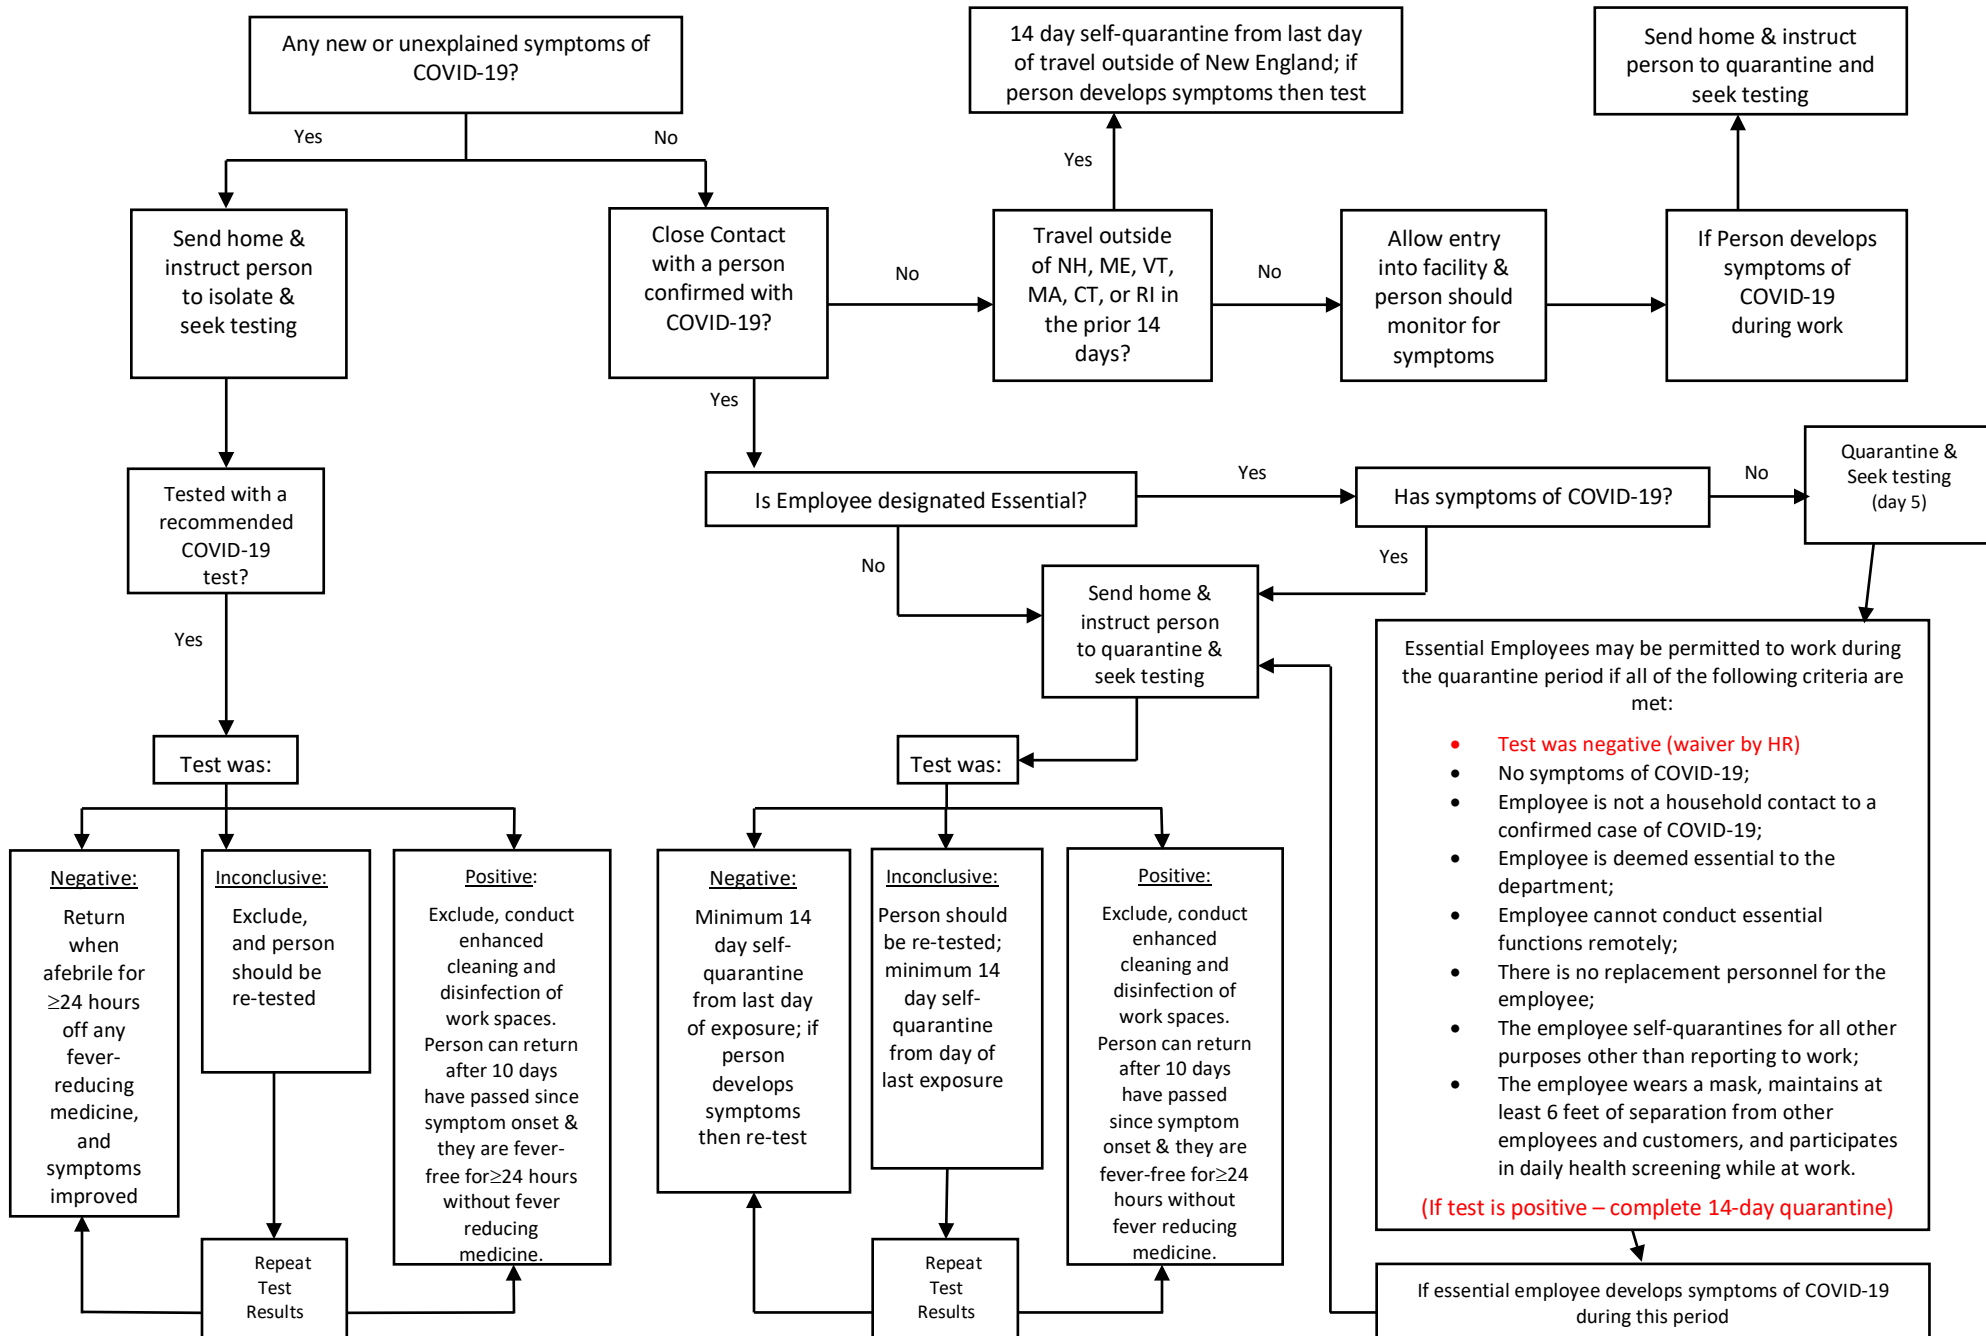 Any new or unexplained symptoms of
COVID-19?
14 day self-quarantine from last day
of travel outside of New England; if
person develops symptoms then test
Send home & instruct
person to quarantine and
seek testing
Yes
No
Yes
Send home &
instruct person
to isolate &
seek testing
Close Contact
with a person
confirmed with
COVID-19?
No
Travel outside
of NH, ME, VT,
MA, CT, or RI in
the prior 14
days?
No
Allow entry
into facility &
person should
monitor for
symptoms
If Person develops
symptoms of
COVID-19
during work
Yes
Tested with a
recommended
COVID-19
test?
Is Employee designated Essential?
Yes
Has symptoms of COVID-19?
No
Quarantine &
Seek testing
(day 5)
No
Yes
Yes
Send home &
instruct person
to quarantine &
seek testing
Essential Employees may be permitted to work during
the quarantine period if all of the following criteria are
met:
• Test was negative (waiver by HR)
• No symptoms of COVID-19;
• Employee is not a household contact to a
confirmed case of COVID-19;
• Employee is deemed essential to the
department;
• Employee cannot conduct essential
functions remotely;
• There is no replacement personnel for the
employee;
• The employee self-quarantines for all other
purposes other than reporting to work;
• The employee wears a mask, maintains at
least 6 feet of separation from other
employees and customers, and participates
in daily health screening while at work.
(If test is positive – complete 14-day quarantine)
Test was:
Test was:
Negative:
Return
when
afebrile for
≥24 hours
off any
fever-
reducing
medicine,
and
symptoms
improved
Inconclusive:
Exclude,
and person
should be
re-tested
Positive:
Exclude, conduct
enhanced
cleaning and
disinfection of
work spaces.
Person can return
after 10 days
have passed since
symptom onset &
they are fever-
free for≥24 hours
without fever
reducing
medicine.
Negative:
Minimum 14
day self-
quarantine
from last day
of exposure; if
person
develops
symptoms
then re-test
Inconclusive:
Person should
be re-tested;
minimum 14
day self-
quarantine
from day of
last exposure
Positive:
Exclude, conduct
enhanced
cleaning and
disinfection of
work spaces.
Person can return
after 10 days
have passed
since symptom
onset & they are
fever-free for≥24
hours without
fever reducing
medicine.
Repeat
Test
Results
Repeat
Test
Results
If essential employee develops symptoms of COVID-19
during this period